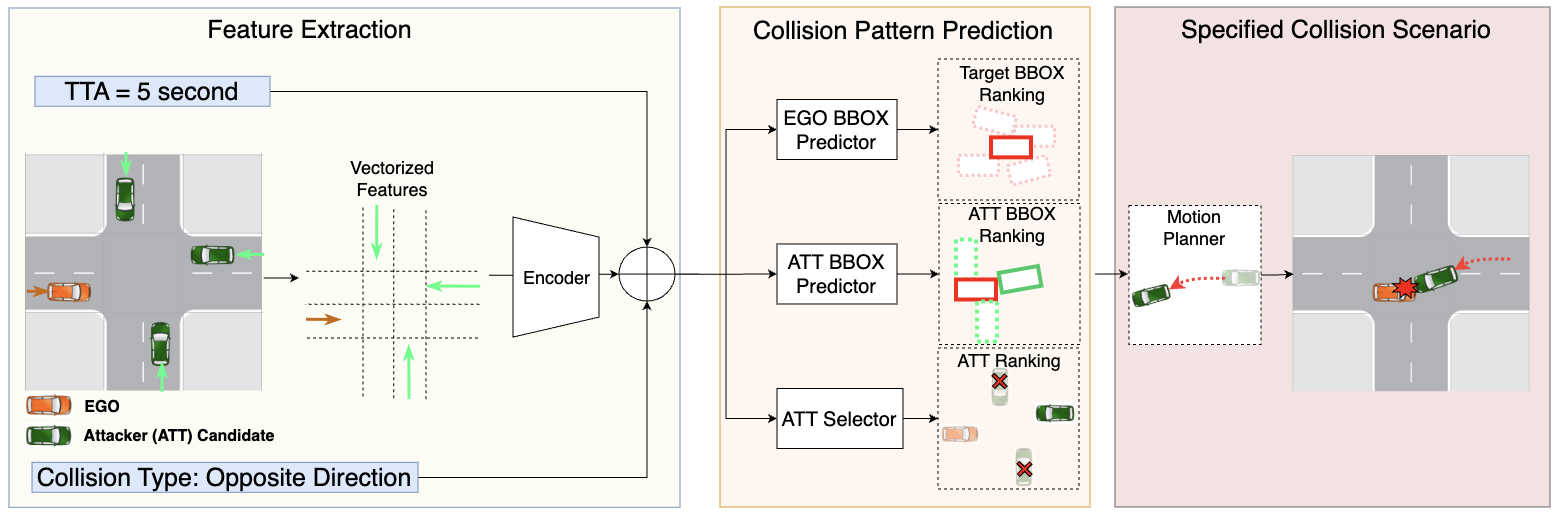 Feature Extraction
TTA = 5 second
Vectorized
Features
Encoder
EGO
Attacker (ATT) Candidate
Collision Type: Opposite Direction
Collision Pattern Prediction
EGO BBOX
Predictor
Target BBOX
Ranking
ATT BBOX
Predictor
ATT BBOX
Ranking
ATT Selector
ATT Ranking
Specified Collision Scenario
Motion
Planner